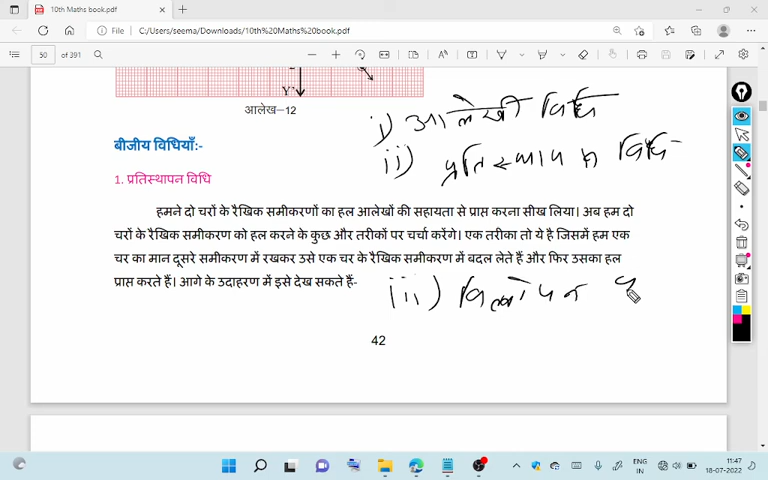 10th Maths book.pdf
File
C:/Users/seema/Downloads/10th%20Maths%20book.pdf
50 of 391
Y'
आलेख-12
i) आलेखी विधि
बीजीय विधियाँ:-
ii) प्रतिस्थापन विधि
1. प्रतिस्थापन विधि
हमने दो चरों के रैखिक समीकरणों का हल आलेखों की सहायता से प्राप्त करना सीख लिया। अब हम दो
चरों के रैखिक समीकरण को हल करने के कुछ और तरीकों पर चर्चा करेंगे। एक तरीका तो ये है जिसमें हम एक
चर का मान दूसरे समीकरण में रखकर उसे एक चर के रैखिक समीकरण में बदल लेते हैं और फिर उसका हल
प्राप्त करते हैं। आगे के उदाहरण में इसे देख सकते हैं-
iii) विलोपन
42
ENG
IN
11:47
18-07-2022